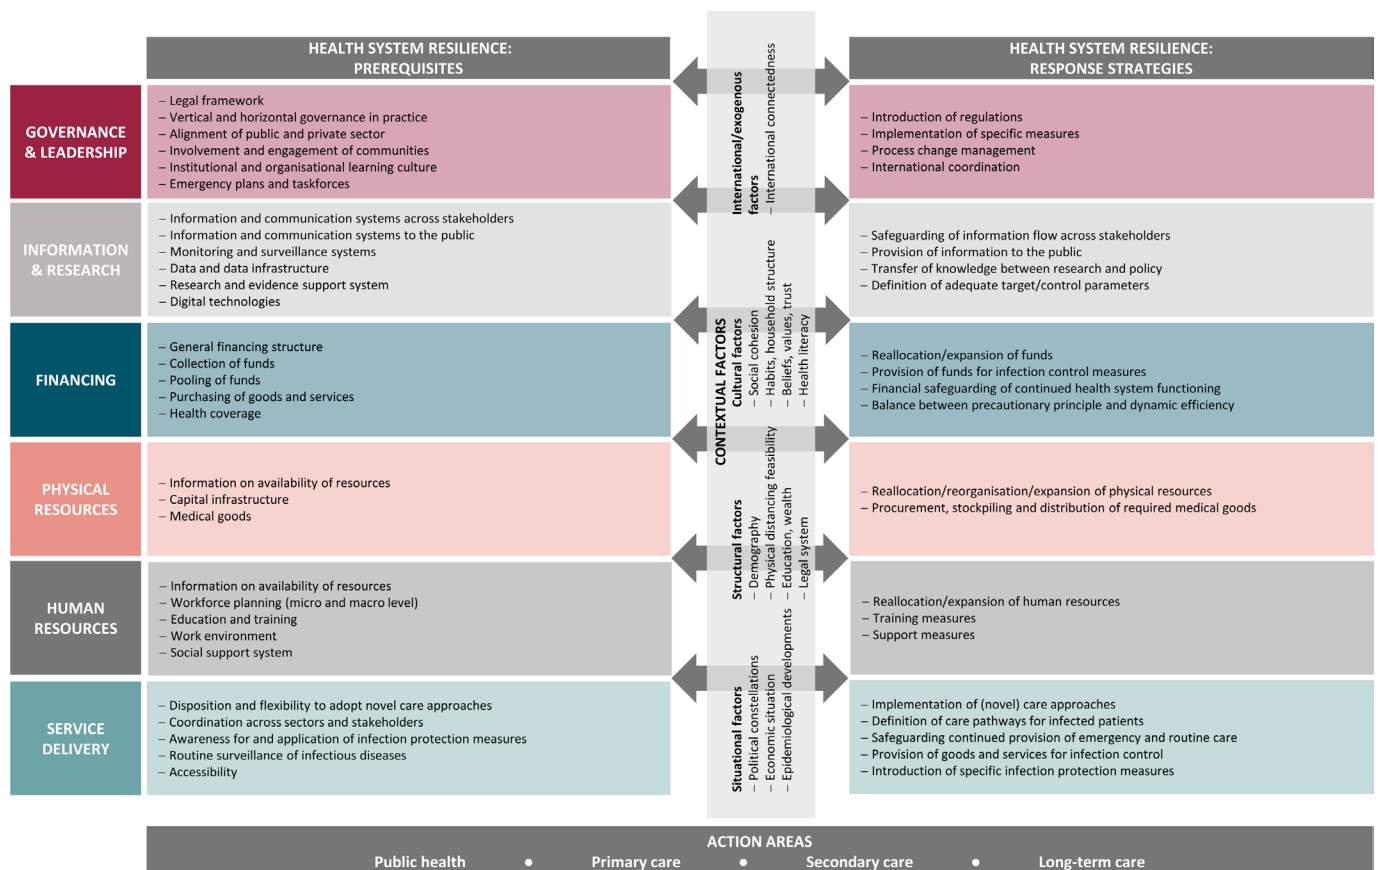 HEALTH SYSTEM RESILIENCE:
PREREQUISITES
HEALTH SYSTEM RESILIENCE:
RESPONSE STRATEGIES
GOVERNANCE
& LEADERSHIP
– Legal framework
– Vertical and horizontal governance in practice
– Alignment of public and private sector
– Involvement and engagement of communities
– Institutional and organisational learning culture
– Emergency plans and taskforces
– Introduction of regulations
– Implementation of specific measures
– Process change management
– International coordination
INFORMATION
& RESEARCH
– Information and communication systems across stakeholders
– Information and communication systems to the public
– Monitoring and surveillance systems
– Data and data infrastructure
– Research and evidence support system
– Digital technologies
– Safeguarding of information flow across stakeholders
– Provision of information to the public
– Transfer of knowledge between research and policy
– Definition of adequate target/control parameters
FINANCING
– General financing structure
– Collection of funds
– Pooling of funds
– Purchasing of goods and services
– Health coverage
– Reallocation/expansion of funds
– Provision of funds for infection control measures
– Financial safeguarding of continued health system functioning
– Balance between precautionary principle and dynamic efficiency
PHYSICAL
RESOURCES
– Information on availability of resources
– Capital infrastructure
– Medical goods
– Reallocation/reorganisation/expansion of physical resources
– Procurement, stockpiling and distribution of required medical goods
HUMAN
RESOURCES
– Information on availability of resources
– Workforce planning (micro and macro level)
– Education and training
– Work environment
– Social support system
– Reallocation/expansion of human resources
– Training measures
– Support measures
SERVICE
DELIVERY
– Disposition and flexibility to adopt novel care approaches
– Coordination across sectors and stakeholders
– Awareness for and application of infection protection measures
– Routine surveillance of infectious diseases
– Accessibility
– Implementation of (novel) care approaches
– Definition of care pathways for infected patients
– Safeguarding continued provision of emergency and routine care
– Provision of goods and services for infection control
– Introduction of specific infection protection measures
CONTEXTUAL FACTORS
Situational factors
– Political constellations
– Economic situation
– Epidemiological developments
Structural factors
– Demography
– Physical distancing feasibility
– Education, wealth
– Legal system
Cultural factors
– Social cohesion
– Habits, household structure
– Beliefs, values, trust
– Health literacy
International/exogenous
factors
– International connectedness
ACTION AREAS
Public health ● Primary care ● Secondary care ● Long-term care